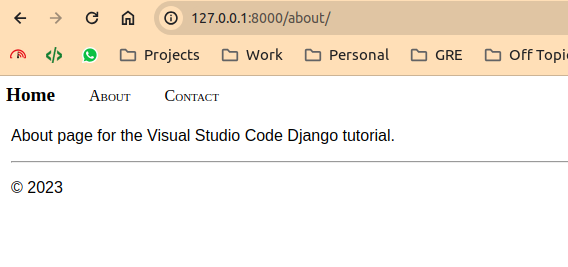 127.0.0.1:8000/about/
Projects Work Personal GRE Off Topi
Home About Contact
About page for the Visual Studio Code Django tutorial.
© 2023